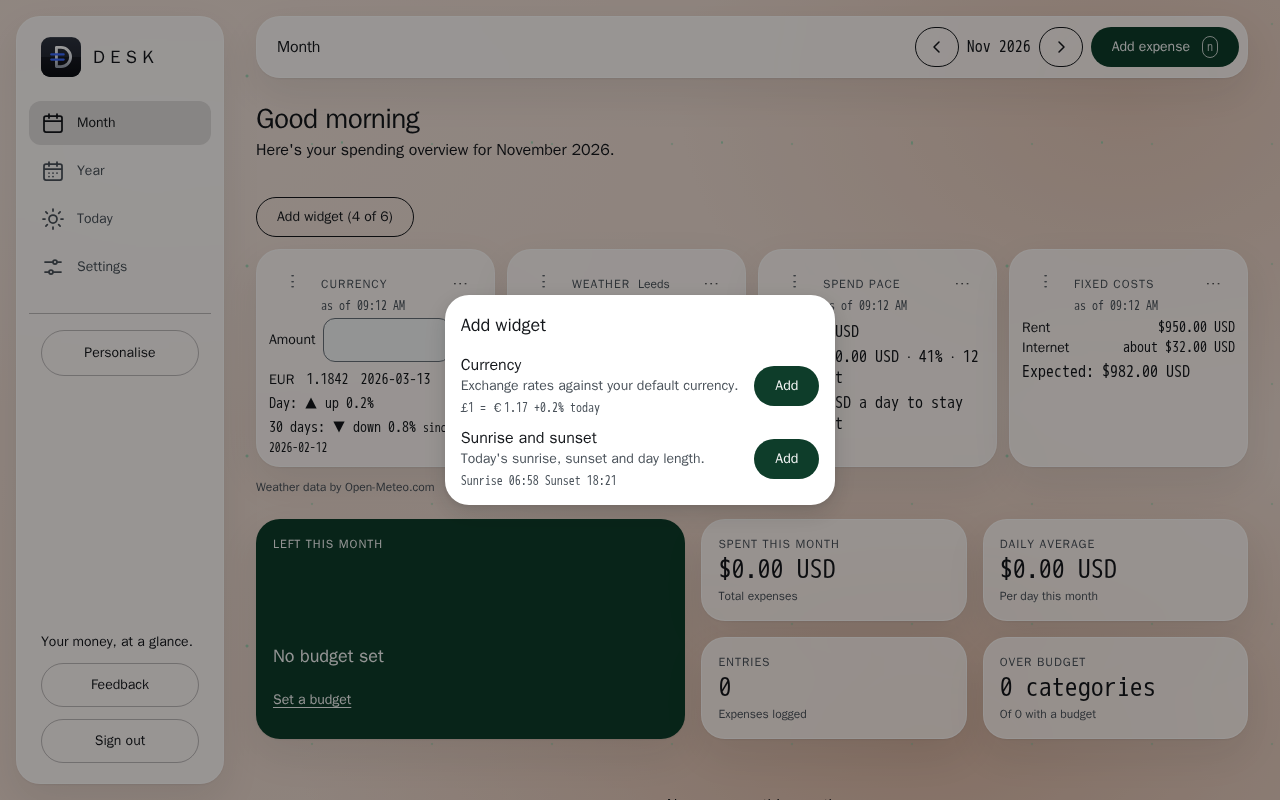 DESK
Month
Year
Today
Settings
Personalise
Your money, at a glance.
Feedback
Sign out
Month
Nov 2026
Add expense n
Good morning
Here's your spending overview for November 2026.
Add widget (4 of 6)
CURRENCY
as of 09:12 AM
Amount
EUR 1.1842 2026-03-13
Day: ▲ up 0.2%
30 days: ▼ down 0.8%
2026-02-12
WEATHER Leeds
SPEND PACE
as of 09:12 AM
USD
0.00 USD · 41% · 12
a day to stay
FIXED COSTS
as of 09:12 AM
Rent $950.00 USD
Internet about $32.00 USD
Expected: $982.00 USD
Add widget
Currency
Exchange rates against your default currency.
£1 = €1.17 +0.2% today
Add
Sunrise and sunset
Today's sunrise, sunset and day length.
Sunrise 06:58 Sunset 18:21
Add
Weather data by Open-Meteo.com
LEFT THIS MONTH
No budget set
Set a budget
SPENT THIS MONTH
$0.00 USD
Total expenses
DAILY AVERAGE
$0.00 USD
Per day this month
ENTRIES
0
Expenses logged
OVER BUDGET
0 categories
Of 0 with a budget